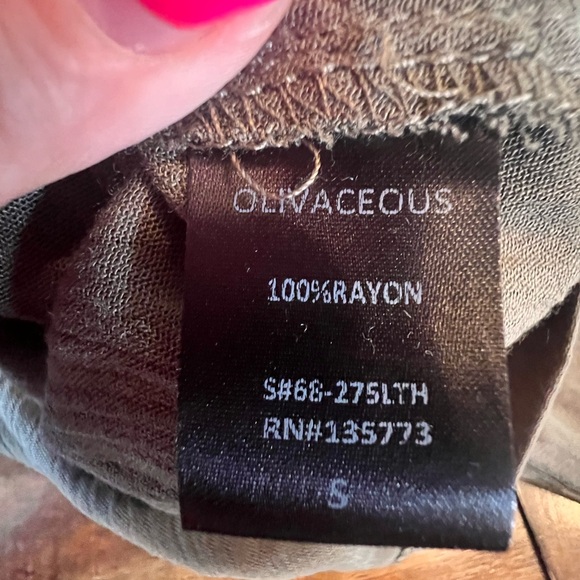 OLIVACEOUS
100%RAYON
S#68-275LTH
RN#135773
S